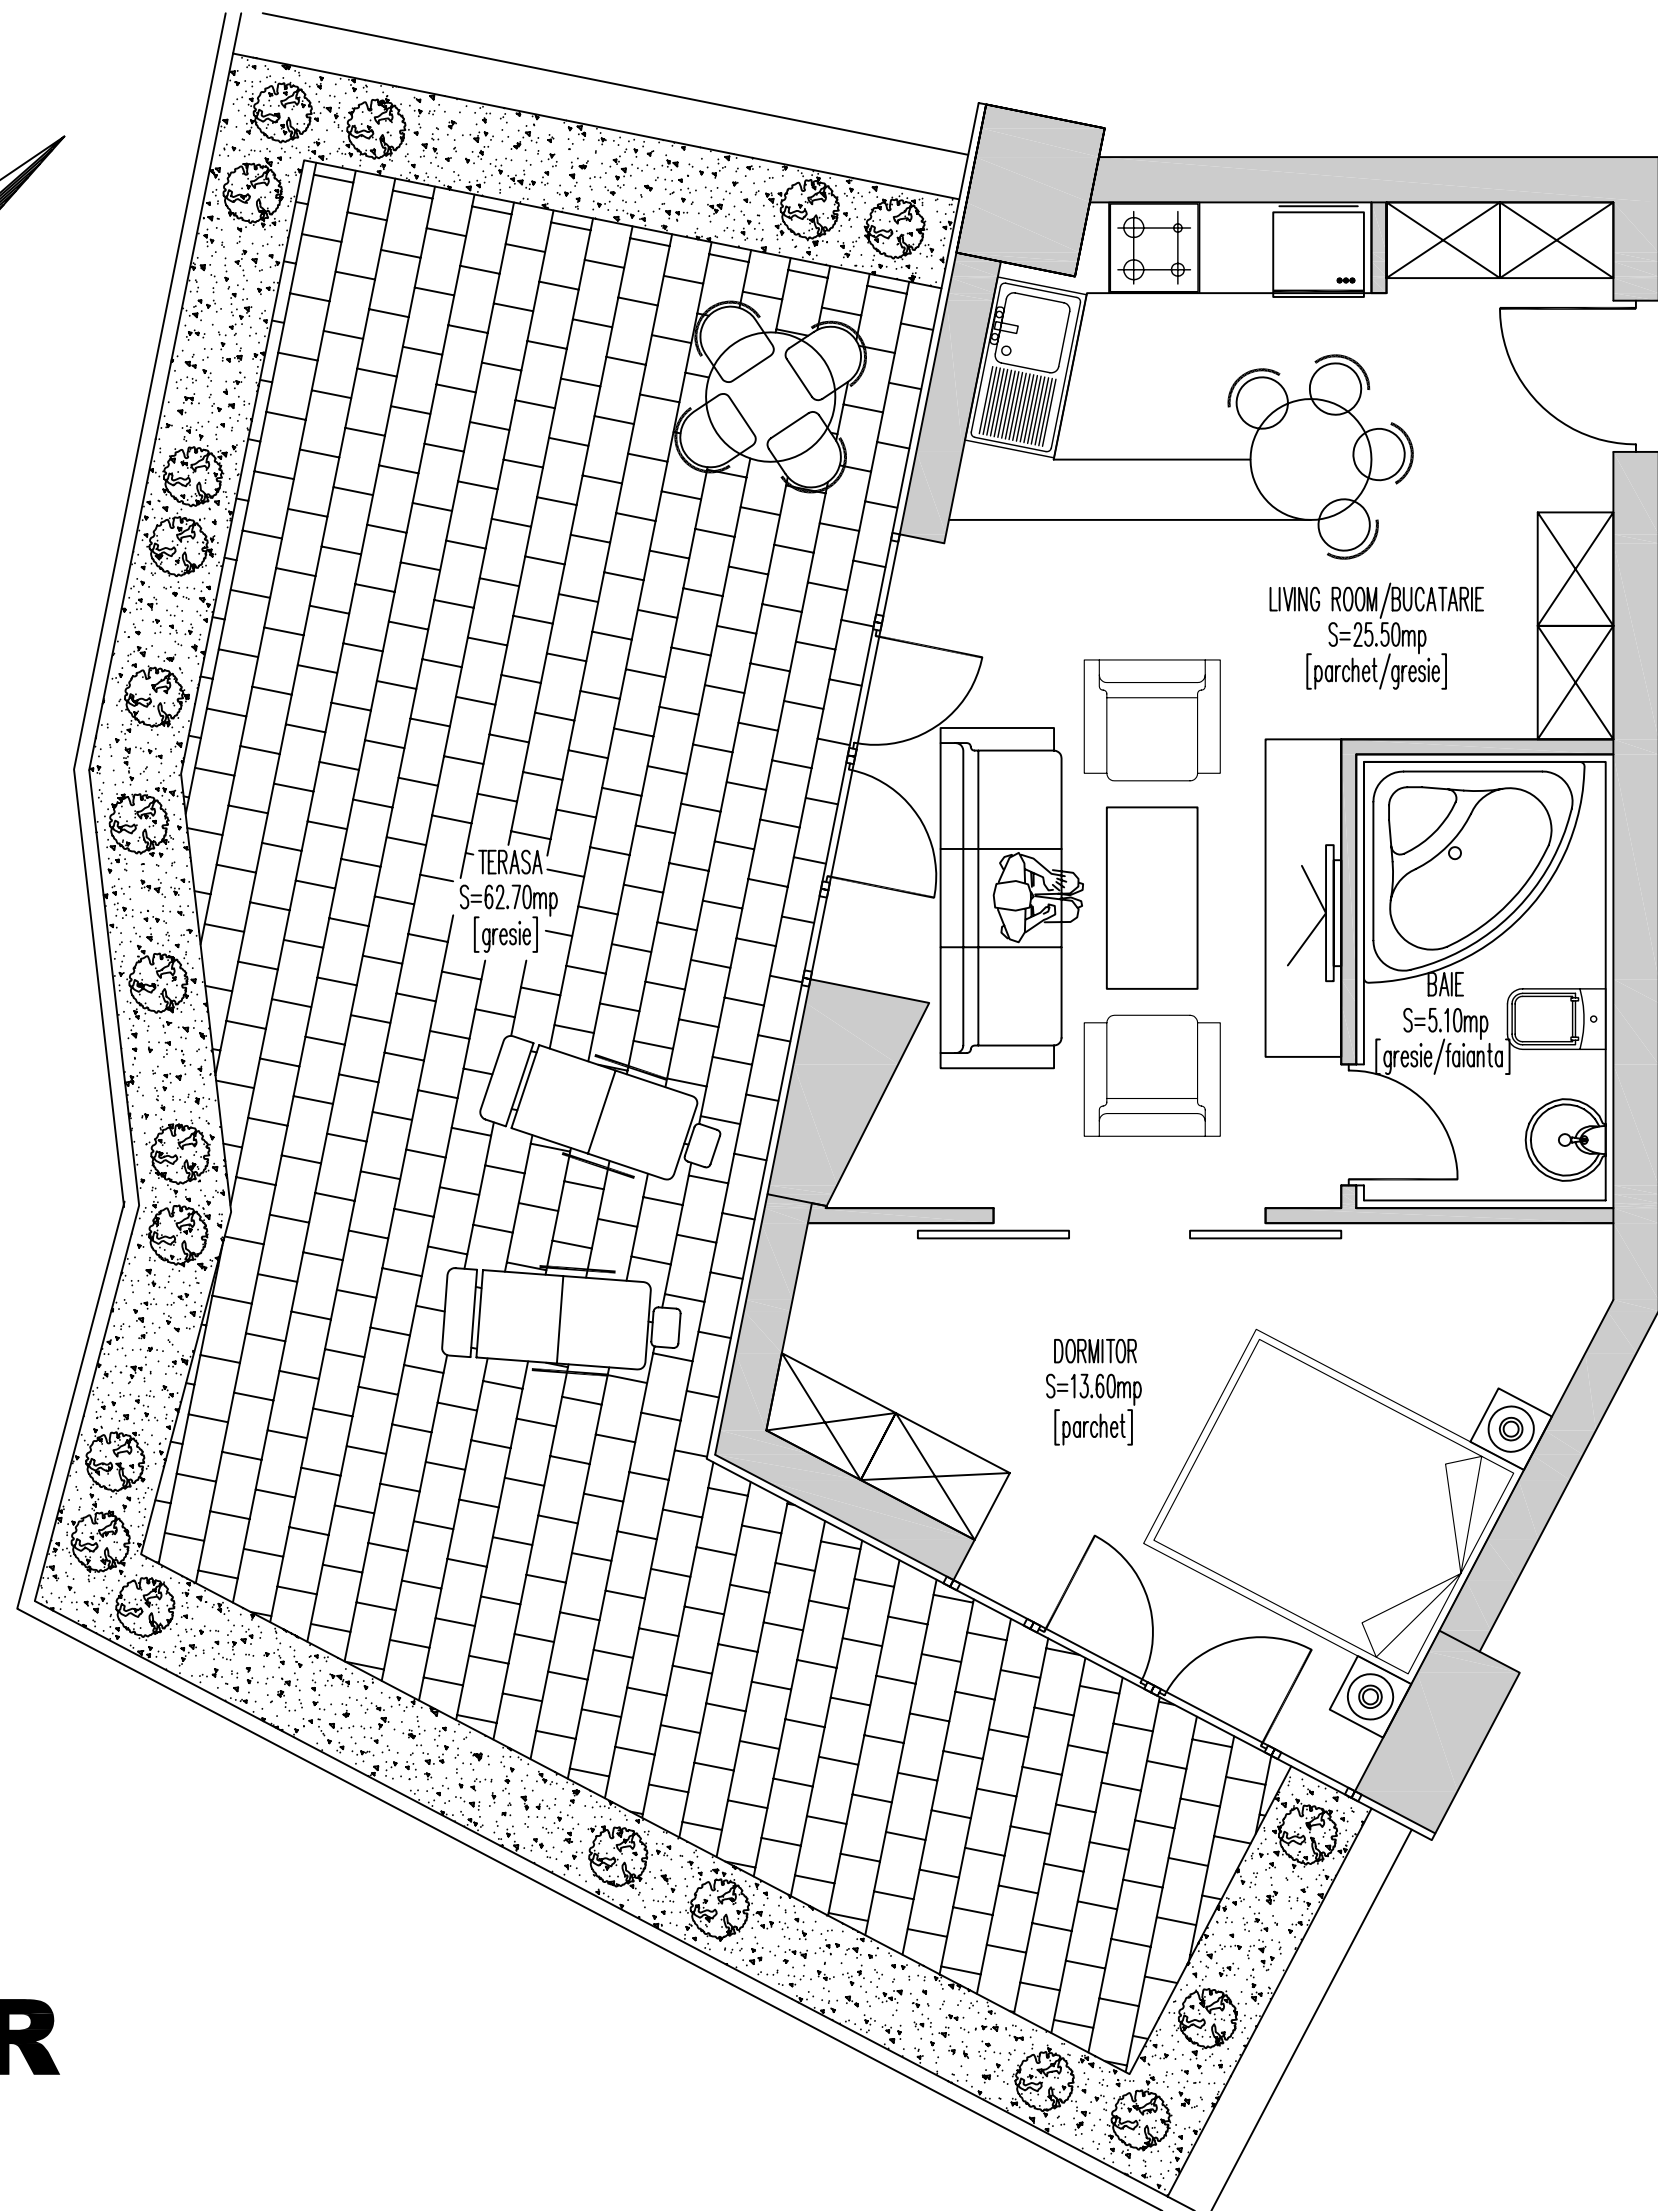 LIVING ROOM/BUCATARIE
S=25.50mp
[parchet/gresie]
TERASA
S=62.70mp
[gresie]
BAIE
S=5.10mp
[gresie/faianta]
DORMITOR
S=13.60mp
[parchet]
R